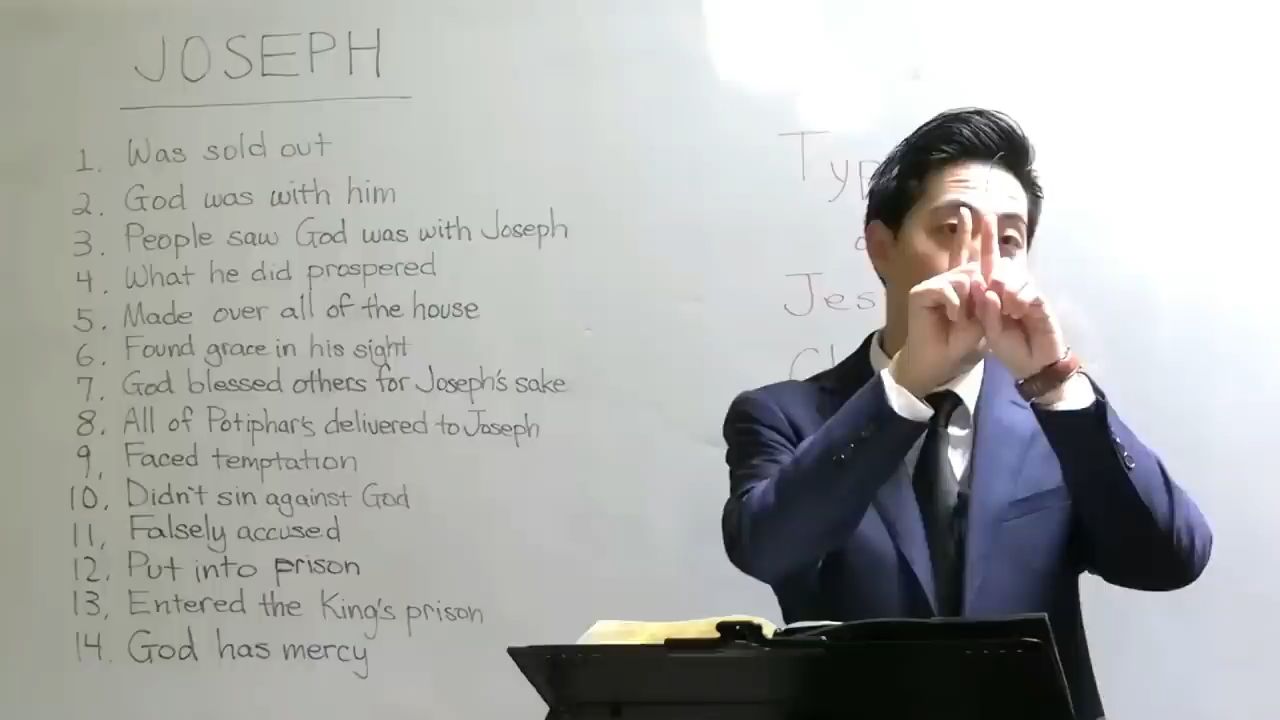 JOSEPH
1. Was sold out
2. God was with him
3. People saw God was with Joseph
4. What he did prospered
5. Made over all of the house
6. Found grace in his sight
7. God blessed others for Joseph's sake
8. All of Potiphar's delivered to Joseph
9. Faced temptation
10. Didn't sin against God
11. Falsely accused
12. Put into prison
13. Entered the King's prison
14. God has mercy
Typ
Jes